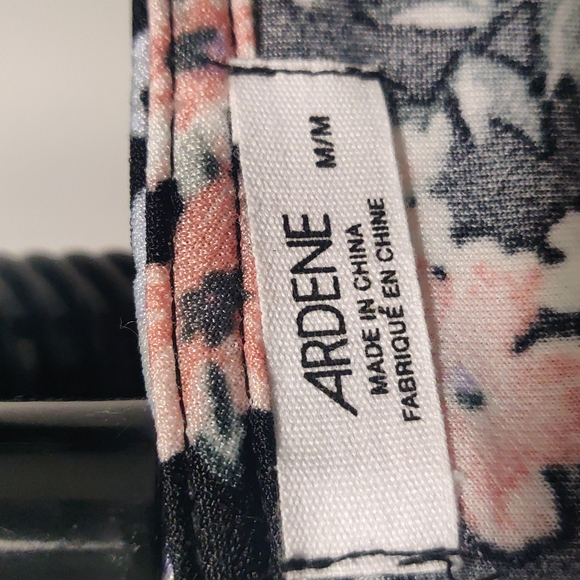 ARDENE M/M
MADE IN CHINA
FABRIQUÉ EN CHINE